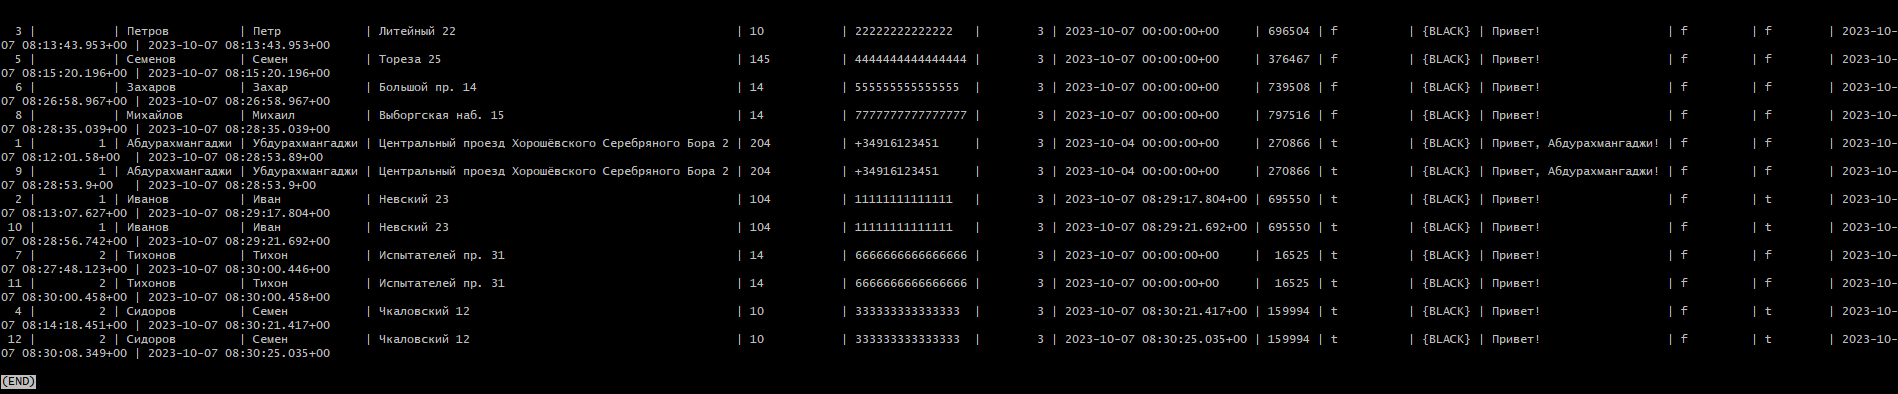 3 | | Петров | Петр | Литейный 22 | 10 | 22222222222222 | 3 | 2023-10-07 00:00:00+00 | 696504 | f | {BLACK} | Привет! | f | f | 2023-10-
07 08:13:43.953+00 | 2023-10-07 08:13:43.953+00
5 | | Семенов | Семен | Тореза 25 | 145 | 4444444444444444 | 3 | 2023-10-07 00:00:00+00 | 376467 | f | {BLACK} | Привет! | f | f | 2023-10-
07 08:15:20.196+00 | 2023-10-07 08:15:20.196+00
6 | | Захаров | Захар | Большой пр. 14 | 14 | 555555555555555 | 3 | 2023-10-07 00:00:00+00 | 739508 | f | {BLACK} | Привет! | f | f | 2023-10-
07 08:26:58.967+00 | 2023-10-07 08:26:58.967+00
8 | | Михайлов | Михаил | Выборгская наб. 15 | 14 | 7777777777777777 | 3 | 2023-10-07 00:00:00+00 | 797516 | f | {BLACK} | Привет! | f | f | 2023-10-
07 08:28:35.039+00 | 2023-10-07 08:28:35.039+00
1 | 1 | Абдурахмангаджи | Убдурахмангаджи | Центральный проезд Хорошёвского Серебряного Бора 2 | 204 | +34916123451 | 3 | 2023-10-04 00:00:00+00 | 270866 | t | {BLACK} | Привет, Абдурахмангаджи! | f | f | 2023-10-
07 08:12:01.58+00 | 2023-10-07 08:28:53.89+00
9 | 1 | Абдурахмангаджи | Убдурахмангаджи | Центральный проезд Хорошёвского Серебряного Бора 2 | 204 | +34916123451 | 3 | 2023-10-04 00:00:00+00 | 270866 | t | {BLACK} | Привет, Абдурахмангаджи! | f | f | 2023-10-
07 08:28:53.9+00 | 2023-10-07 08:28:53.9+00
2 | 1 | Иванов | Иван | Невский 23 | 104 | 11111111111111 | 3 | 2023-10-07 08:29:17.804+00 | 695550 | t | {BLACK} | Привет! | f | t | 2023-10-
07 08:13:07.627+00 | 2023-10-07 08:29:17.804+00
10 | 1 | Иванов | Иван | Невский 23 | 104 | 11111111111111 | 3 | 2023-10-07 08:29:21.692+00 | 695550 | t | {BLACK} | Привет! | f | t | 2023-10-
07 08:28:56.742+00 | 2023-10-07 08:29:21.692+00
7 | 2 | Тихонов | Тихон | Испытателей пр. 31 | 14 | 6666666666666666 | 3 | 2023-10-07 00:00:00+00 | 16525 | t | {BLACK} | Привет! | f | f | 2023-10-
07 08:27:48.123+00 | 2023-10-07 08:30:00.446+00
11 | 2 | Тихонов | Тихон | Испытателей пр. 31 | 14 | 6666666666666666 | 3 | 2023-10-07 00:00:00+00 | 16525 | t | {BLACK} | Привет! | f | f | 2023-10-
07 08:30:00.458+00 | 2023-10-07 08:30:00.458+00
4 | 2 | Сидоров | Семен | Чкаловский 12 | 10 | 333333333333333 | 3 | 2023-10-07 08:30:21.417+00 | 159994 | t | {BLACK} | Привет! | f | t | 2023-10-
07 08:14:18.451+00 | 2023-10-07 08:30:21.417+00
12 | 2 | Сидоров | Семен | Чкаловский 12 | 10 | 333333333333333 | 3 | 2023-10-07 08:30:25.035+00 | 159994 | t | {BLACK} | Привет! | f | t | 2023-10-
07 08:30:08.349+00 | 2023-10-07 08:30:25.035+00
(END)